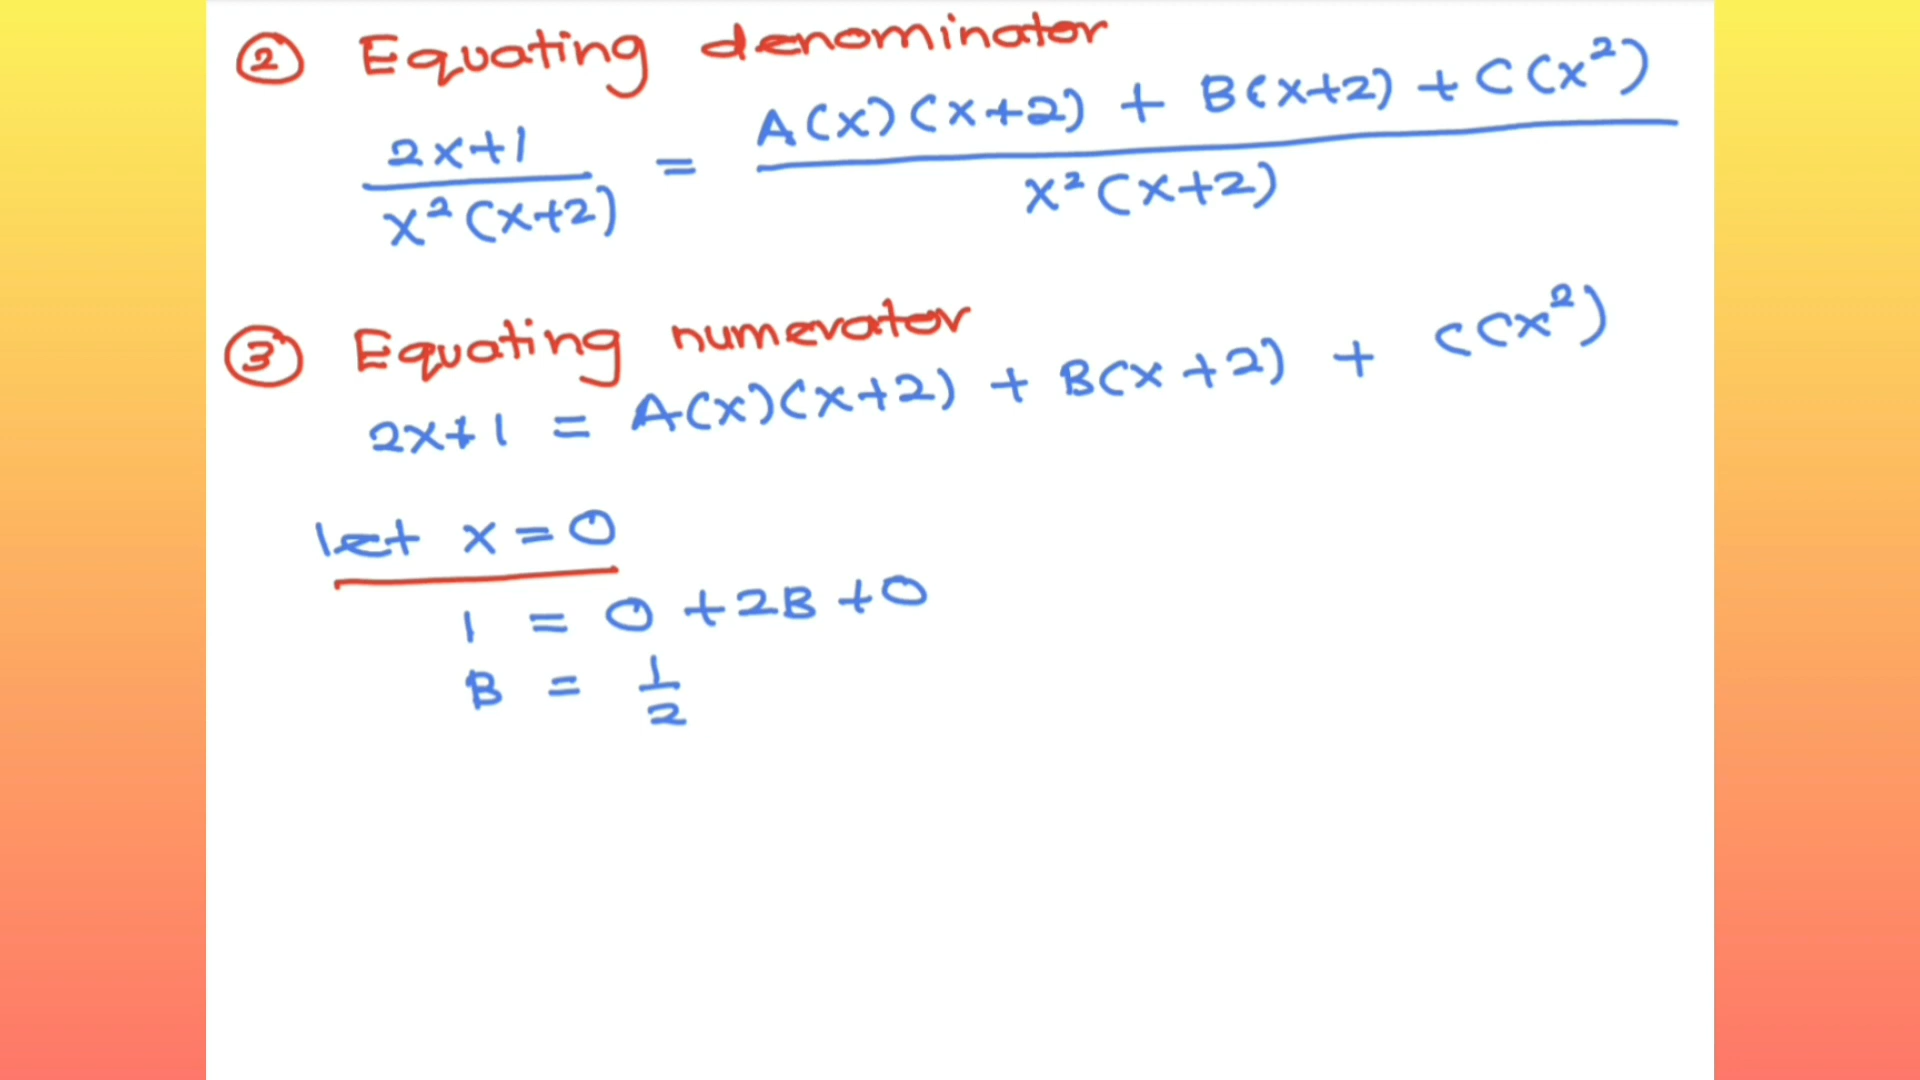 ② Equating denominator
2x+1 / x²(x+2) = A(x)(x+2) + B(x+2) + C(x²) / x²(x+2)
③ Equating numerator
2x+1 = A(x)(x+2) + B(x+2) + C(x²)
let x=0
1 = 0 +2B +0
B = 1/2